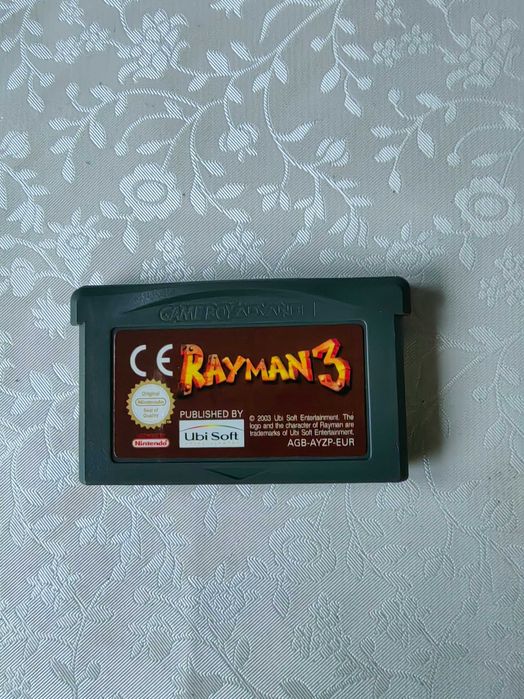 GAME BOY ADVANCE
CE RAYMAN 3
Original
Nintendo
Seal of
Quality
Nintendo
PUBLISHED BY
Ubi Soft
© 2003 Ubi Soft Entertainment. The
logo and the character of Rayman are
trademarks of Ubi Soft Entertainment.
AGB-AYZP-EUR